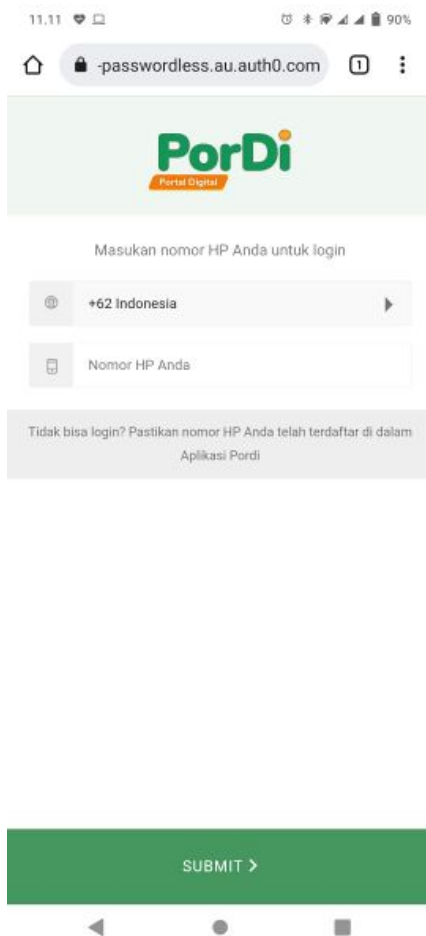 11.11
90%
-passwordless.au.auth0.com
1
PorDi
Portal Digital
Masukan nomor HP Anda untuk login
+62 Indonesia
Nomor HP Anda
Tidak bisa login? Pastikan nomor HP Anda telah terdaftar di dalam
Aplikasi Pordi
SUBMIT >